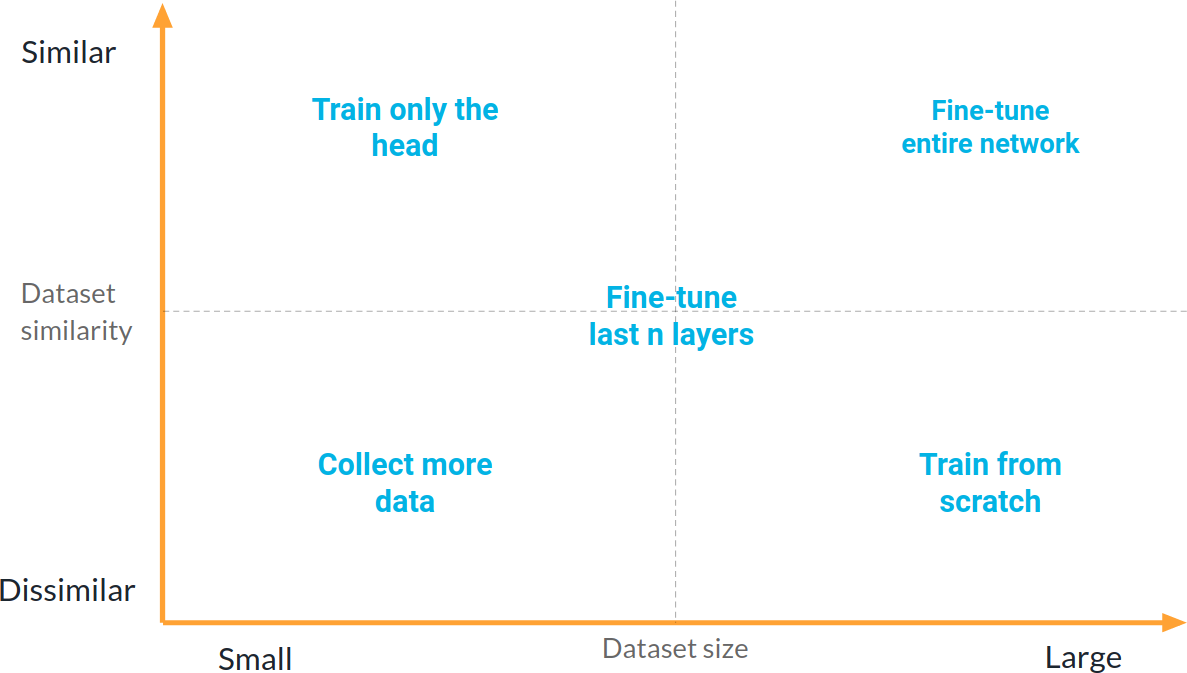 Similar
Train only the
head
Fine-tune
entire network
Dataset
similarity
Fine-tune
last n layers
Collect more
data
Train from
scratch
Dissimilar
Small
Dataset size
Large